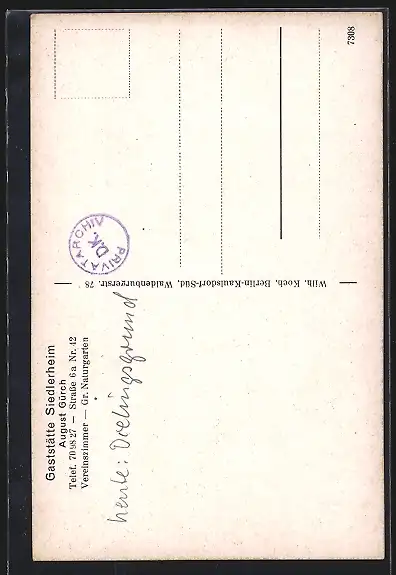 Gaststätte Siedlerheim
August Gürch
Telef. 70 98 27 — Straße 6a Nr. 42
Vereinszimmer — Gr. Naturgarten
heute: Drelingsgrund
PRIVATARCHIV
D.K.
Wilh. Koch, Berlin-Kaulsdorf-Süd, Waldenburgerstr. 78
7308